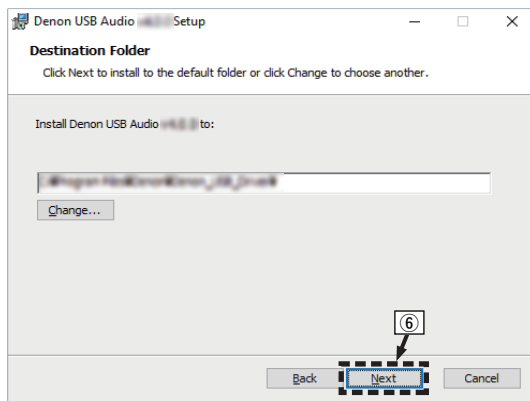 Denon USB Audio Setup
Destination Folder
Click Next to install to the default folder or click Change to choose another.
Install Denon USB Audio to:
Change...
⑥
Back Next Cancel